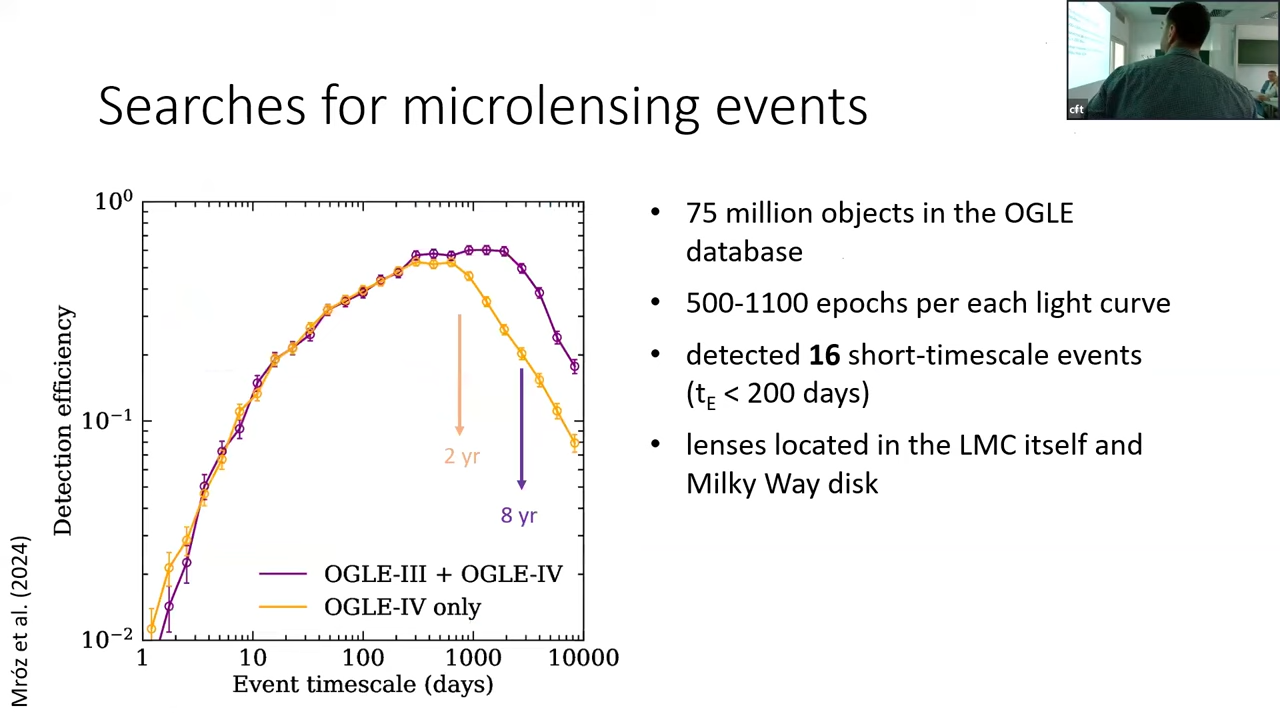 cft
Searches for microlensing events
10⁰
10⁻¹
10⁻²
Detection efficiency
2 yr
8 yr
OGLE-III + OGLE-IV
OGLE-IV only
1 10 100 1000 10000
Event timescale (days)
Mróz et al. (2024)
• 75 million objects in the OGLE
database
• 500-1100 epochs per each light curve
• detected 16 short-timescale events
(tE < 200 days)
• lenses located in the LMC itself and
Milky Way disk